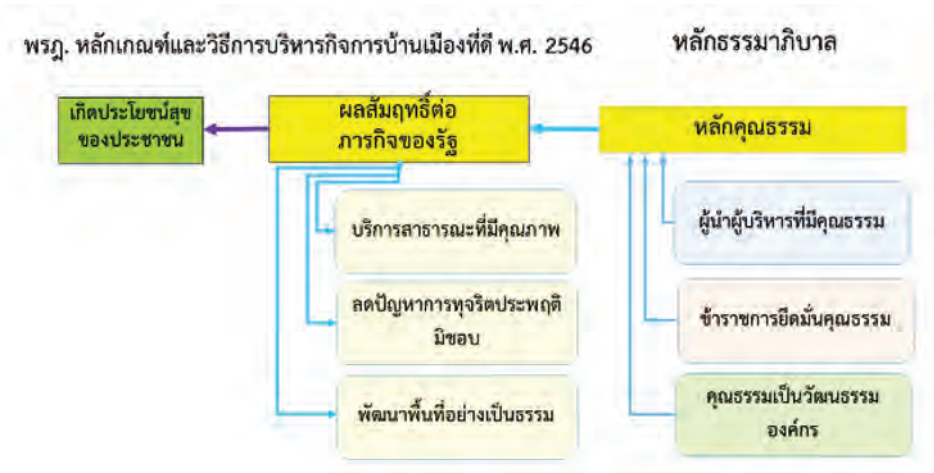 พรฎ. หลักเกณฑ์และวิธีการบริหารกิจการบ้านเมืองที่ดี พ.ศ. 2546
หลักธรรมาภิบาล
เกิดประโยชน์สุข
ของประชาชน
ผลสัมฤทธิ์ต่อ
ภารกิจของรัฐ
หลักคุณธรรม
บริการสาธารณะที่มีคุณภาพ
ลดปัญหาการทุจริตประพฤติ
มิชอบ
พัฒนาพื้นที่อย่างเป็นธรรม
ผู้นำผู้บริหารที่มีคุณธรรม
ข้าราชการยึดมั่นคุณธรรม
คุณธรรมเป็นวัฒนธรรม
องค์กร